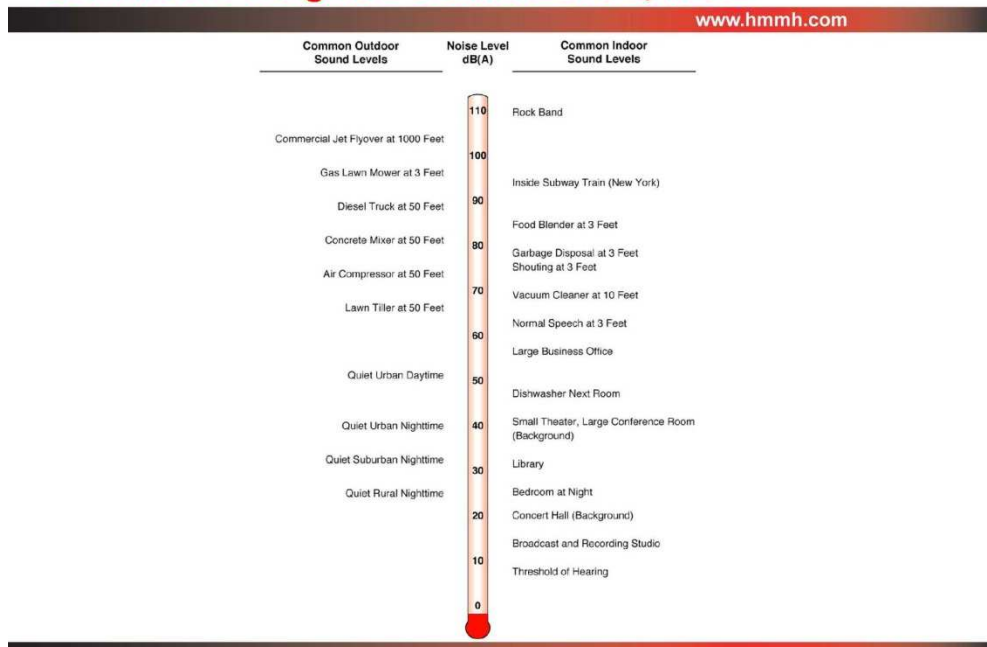 www.hmmh.com
Common Outdoor
Sound Levels
Noise Level
dB(A)
Common Indoor
Sound Levels
110
Rock Band
Commercial Jet Flyover at 1000 Feet
100
Gas Lawn Mower at 3 Feet
Inside Subway Train (New York)
90
Diesel Truck at 50 Feet
Food Blender at 3 Feet
Concrete Mixer at 50 Feet
80
Garbage Disposal at 3 Feet
Shouting at 3 Feet
Air Compressor at 50 Feet
70
Vacuum Cleaner at 10 Feet
Lawn Tiller at 50 Feet
Normal Speech at 3 Feet
60
Large Business Office
Quiet Urban Daytime
50
Dishwasher Next Room
Quiet Urban Nighttime
40
Small Theater, Large Conference Room
(Background)
Quiet Suburban Nighttime
30
Library
Quiet Rural Nighttime
Bedroom at Night
20
Concert Hall (Background)
Broadcast and Recording Studio
10
Threshold of Hearing
0